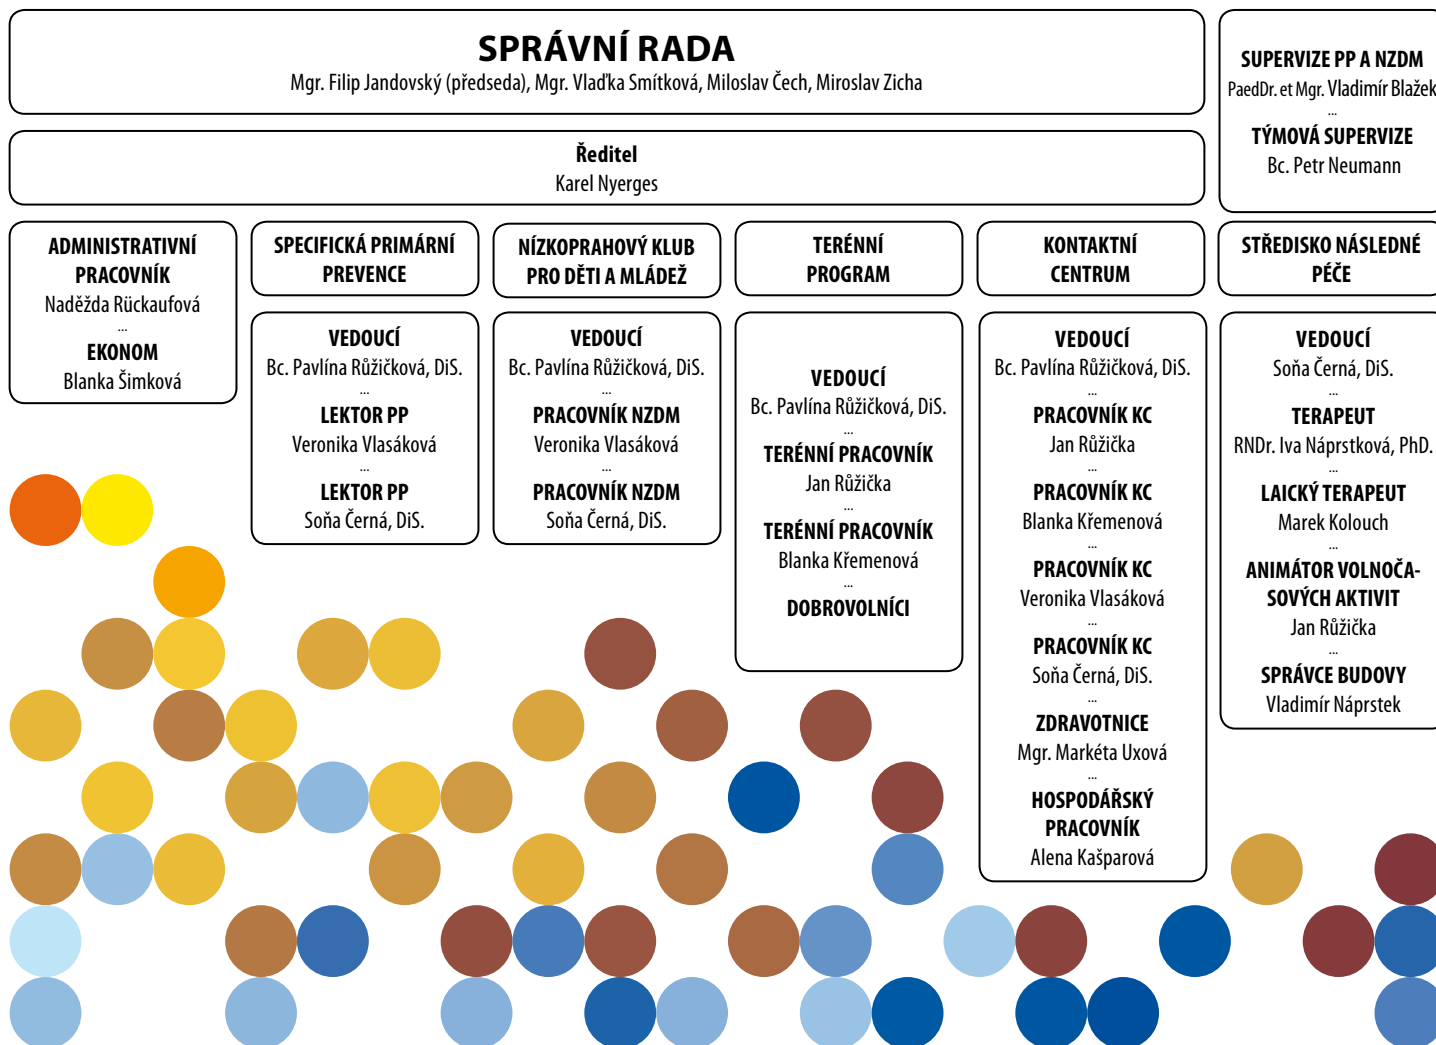 SPRÁVNÍ RADA
Mgr. Filip Jandovský (předseda), Mgr. Vlaďka Smítková, Miloslav Čech, Miroslav Zicha
SUPERVIZE PP A NZDM
PaedDr. et Mgr. Vladimír Blažek
...
TÝMOVÁ SUPERVIZE
Bc. Petr Neumann
Ředitel
Karel Nyerges
ADMINISTRATIVNÍ
PRACOVNÍK
Naděžda Rückaufová
...
EKONOM
Blanka Šimková
SPECIFICKÁ PRIMÁRNÍ
PREVENCE
VEDOUCÍ
Bc. Pavlína Růžičková, DiS.
...
LEKTOR PP
Veronika Vlasáková
...
LEKTOR PP
Soňa Černá, DiS.
NÍZKOPRAHOVÝ KLUB
PRO DĚTI A MLÁDEŽ
VEDOUCÍ
Bc. Pavlína Růžičková, DiS.
...
PRACOVNÍK NZDM
Veronika Vlasáková
...
PRACOVNÍK NZDM
Soňa Černá, DiS.
TERÉNNÍ
PROGRAM
VEDOUCÍ
Bc. Pavlína Růžičková, DiS.
...
TERÉNNÍ PRACOVNÍK
Jan Růžička
...
TERÉNNÍ PRACOVNÍK
Blanka Křemenová
...
DOBROVOLNÍCI
KONTAKTNÍ
CENTRUM
VEDOUCÍ
Bc. Pavlína Růžičková, DiS.
...
PRACOVNÍK KC
Jan Růžička
...
PRACOVNÍK KC
Blanka Křemenová
...
PRACOVNÍK KC
Veronika Vlasáková
...
PRACOVNÍK KC
Soňa Černá, DiS.
...
ZDRAVOTNICE
Mgr. Markéta Uxová
...
HOSPODÁŘSKÝ
PRACOVNÍK
Alena Kašparová
STŘEDISKO NÁSLEDNÉ
PÉČE
VEDOUCÍ
Soňa Černá, DiS.
...
TERAPEUT
RNDr. Iva Náprstková, PhD.
...
LAICKÝ TERAPEUT
Marek Kolouch
...
ANIMÁTOR VOLNOČA-
SOVÝCH AKTIVIT
Jan Růžička
...
SPRÁVCE BUDOVY
Vladimír Náprstek